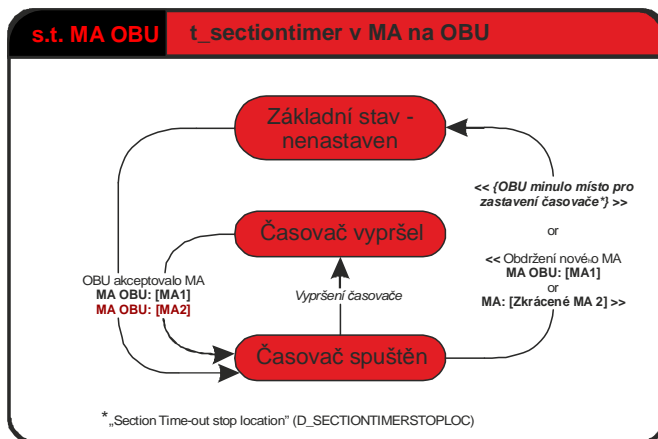 s.t. MA OBU
t_sectiontimer v MA na OBU
Základní stav -
nenastaven
<< {OBU minulo místo pro
zastavení časovače*} >>
or
<< Obdržení nového MA
MA OBU: [MA1]
or
MA: [Zkrácené MA 2] >>
Časovač vypršel
OBU akceptovalo MA
MA OBU: [MA1]
MA OBU: [MA2]
Vypršení časovače
Časovač spuštěn
* „Section Time-out stop location" (D_SECTIONTIMERSTOPLOC)